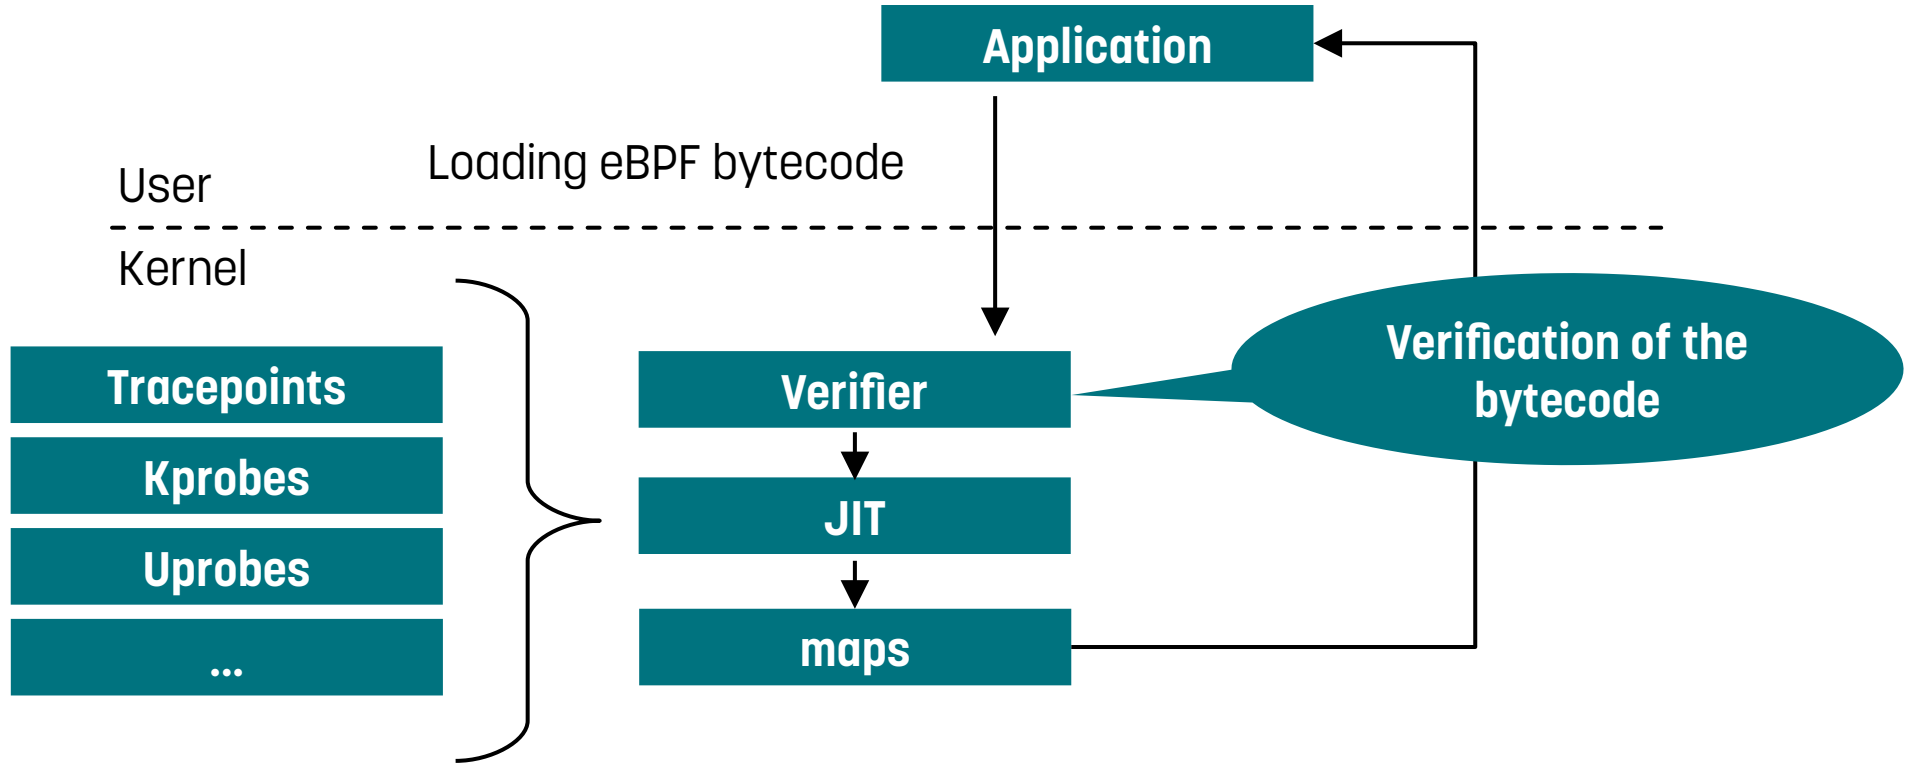 Application
Loading eBPF bytecode
User
Kernel
Tracepoints
Kprobes
Uprobes
...
Verifier
JIT
maps
Verification of the
bytecode